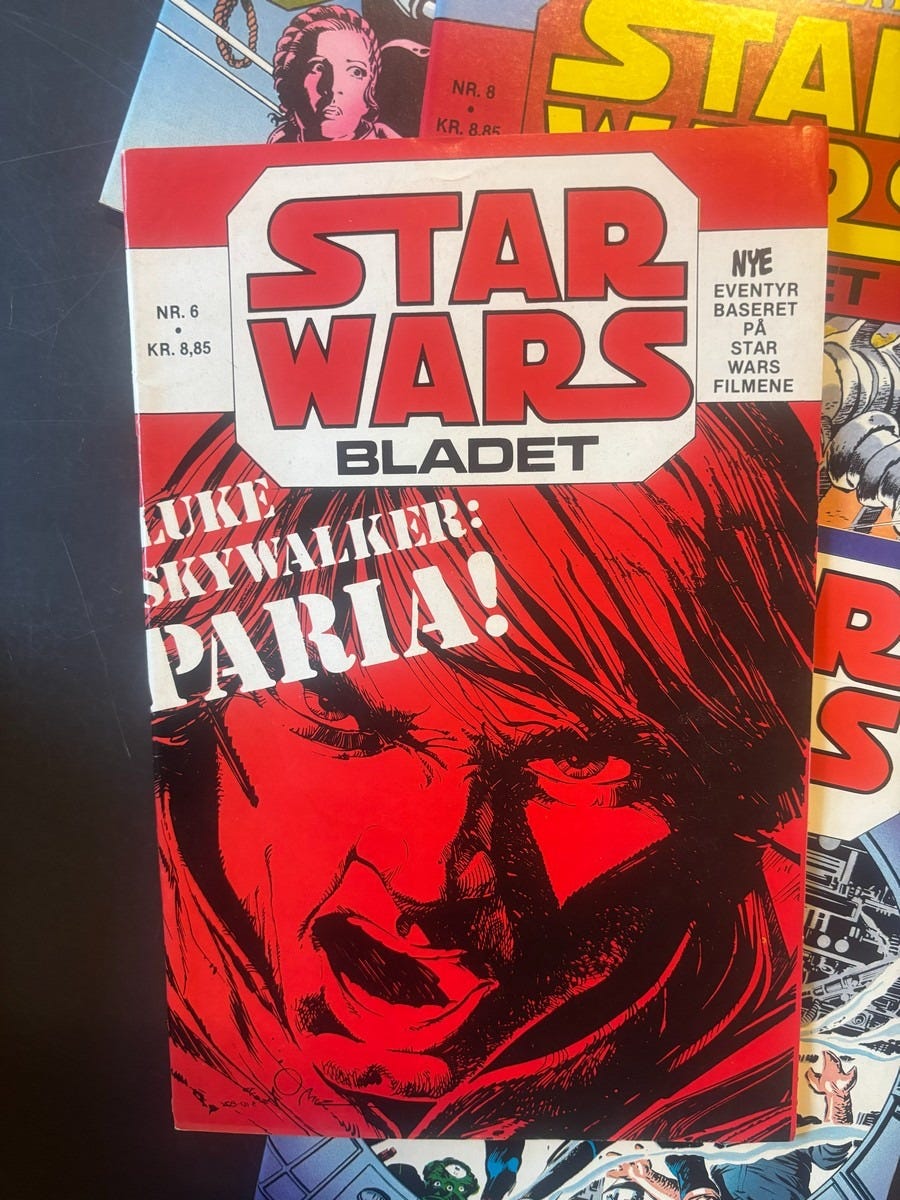 NR. 8
•
KR. 8,85
STAR
STAR
WARS
BLADET
NR. 6
•
KR. 8,85
NYE
EVENTYR
BASERET
PÅ
STAR
WARS
FILMENE
LUKE
SKYWALKER:
PARIA!
ET
R
S